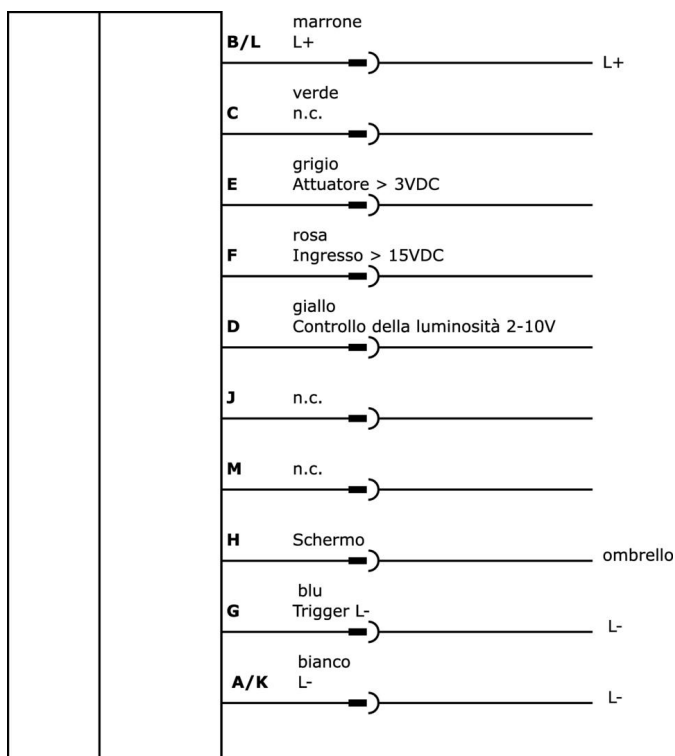 marrone
B/L L+ L+
verde
C n.c.
grigio
E Attuatore > 3VDC
rosa
F Ingresso > 15VDC
giallo
D Controllo della luminosità 2-10V
J n.c.
M n.c.
H Schermo ombrello
blu
G Trigger L- L-
bianco
A/K L- L-